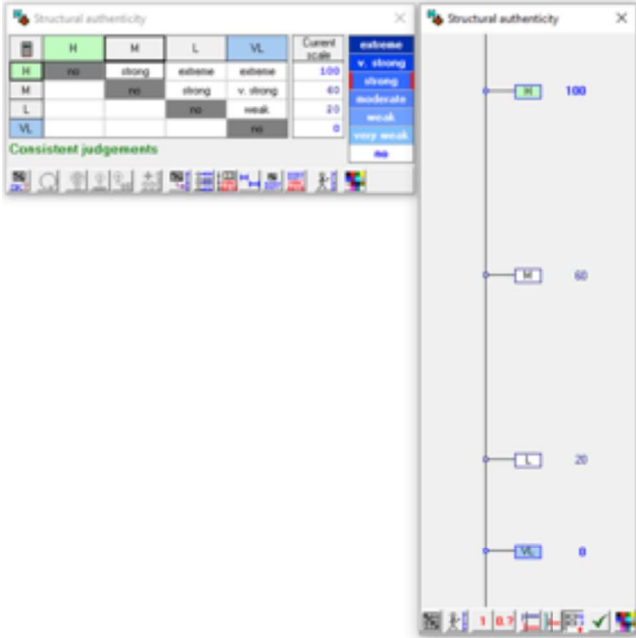 Structural authenticity
H M L VL Current scale
H no strong extreme extreme 100
M no strong v. strong 60
L no weak 20
VL no 0
Consistent judgements
extreme
v. strong
strong
moderate
weak
very weak
no
Structural authenticity
H 100
M 60
L 20
VL 0
1 0.?